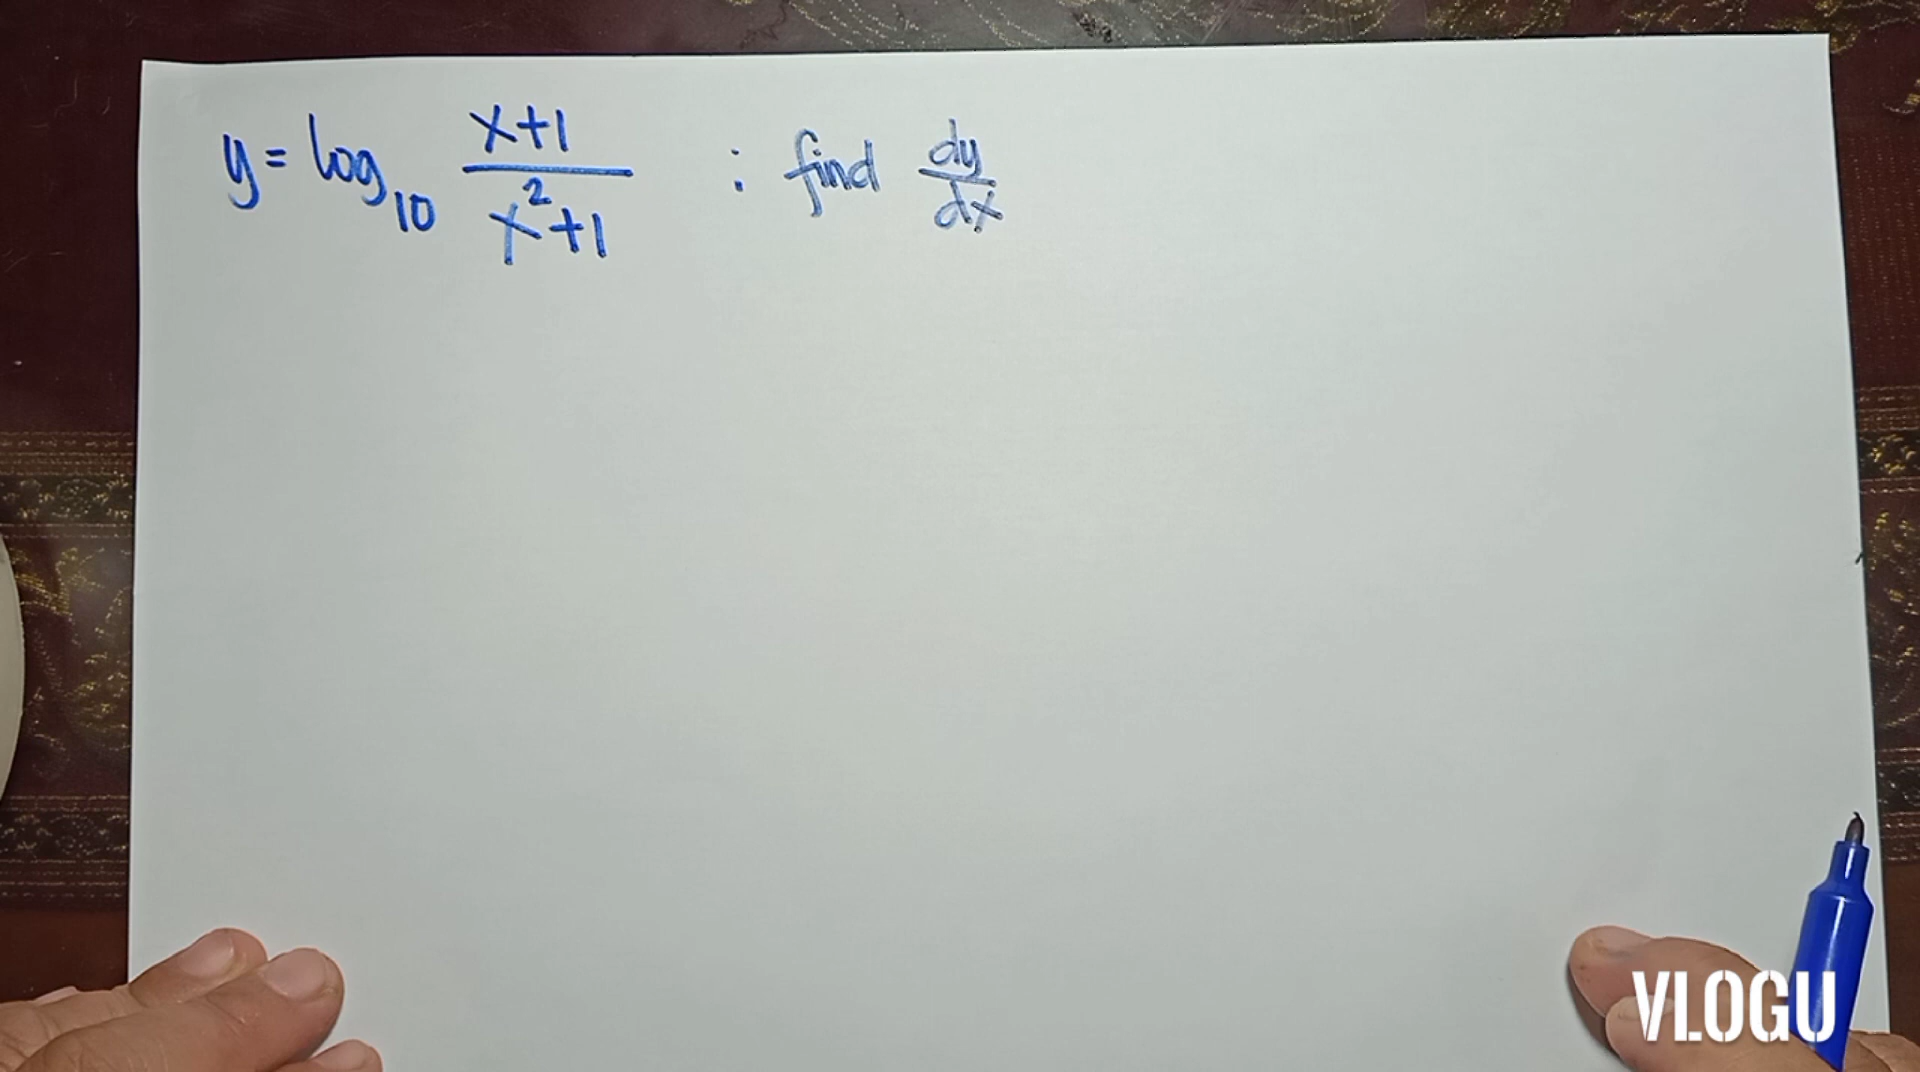 y = log₁₀ (x+1)/(x²+1) : find dy/dx
VLOGU